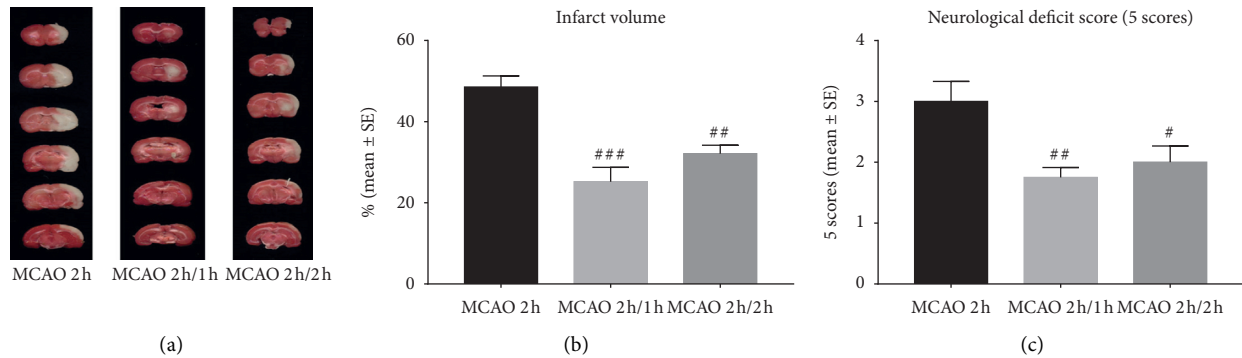 MCAO 2h
MCAO 2h/1h
MCAO 2h/2h
(a)
Infarct volume
% (mean ± SE)
60
40
20
0
###
##
MCAO 2h
MCAO 2h/1h
MCAO 2h/2h
(b)
Neurological deficit score (5 scores)
5 scores (mean ± SE)
4
3
2
1
0
##
#
MCAO 2h
MCAO 2h/1h
MCAO 2h/2h
(c)